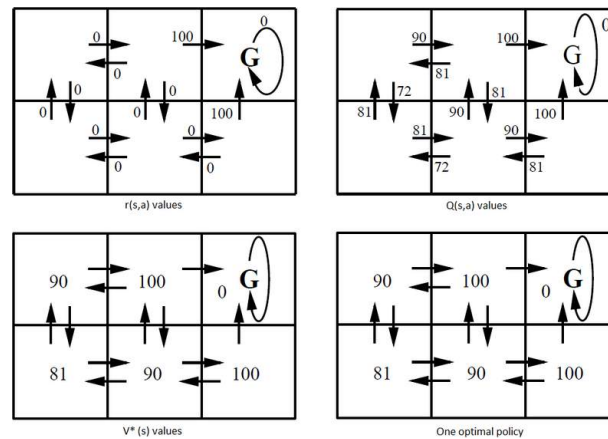 0 100 0
0 G
0 0 0 0 100
0 0
0 0
r(s,a) values
90 100 0
81 G
81 72 90 81 100
81 90
72 81
Q(s,a) values
90 100 0 G
81 90 100
V* (s) values
90 100 0 G
81 90 100
One optimal policy